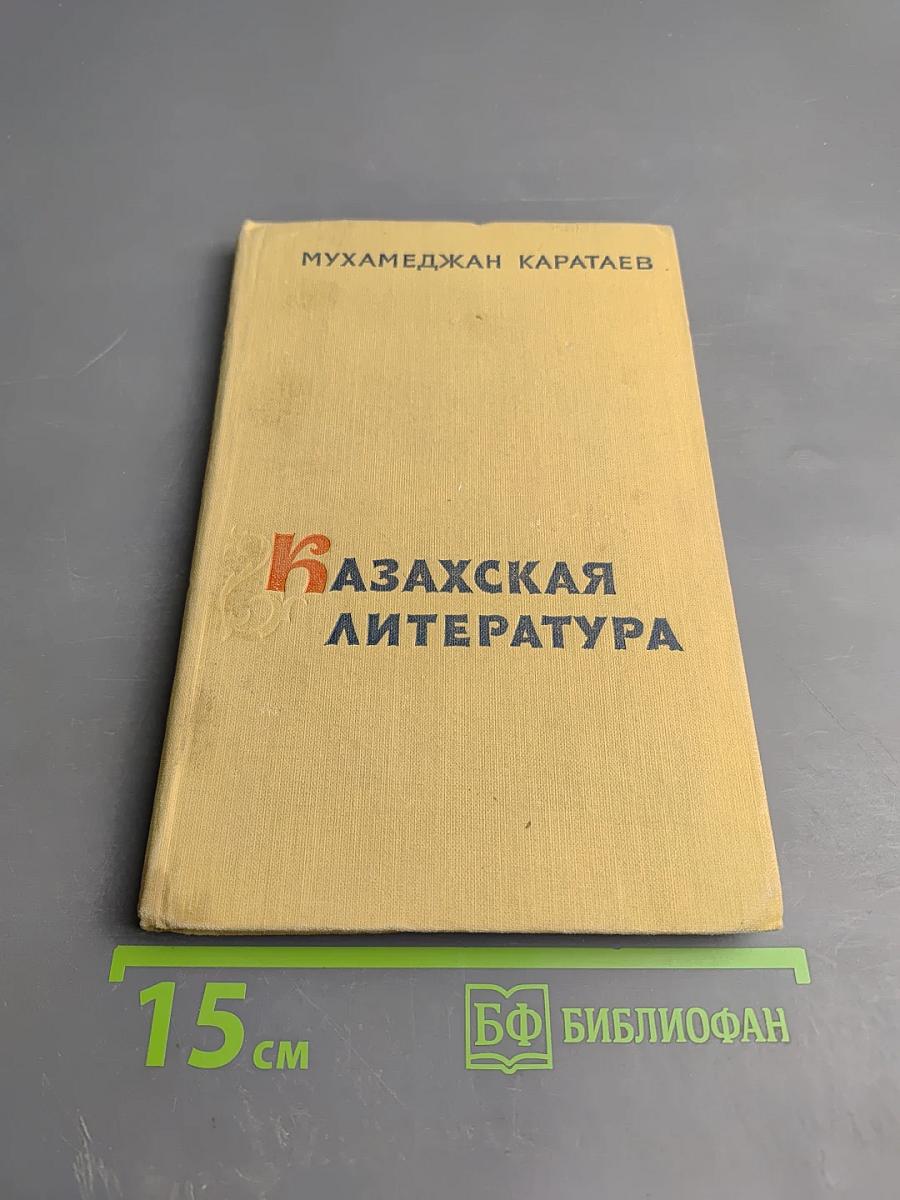 МУХАМЕДЖАН КАРАТАЕВ
КАЗАХСКАЯ
ЛИТЕРАТУРА
15 СМ
БФ БИБЛИОФАН